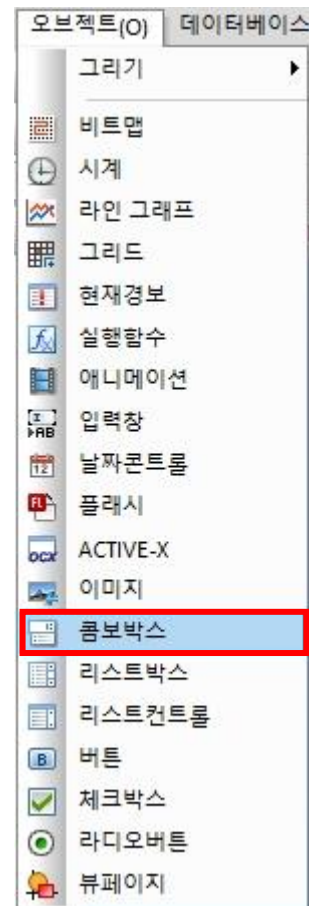 오브젝트(O) 데이터베이스
그리기
비트맵
시계
라인 그래프
그리드
현재경보
실행함수
애니메이션
입력창
날짜콘트롤
플래시
ACTIVE-X
이미지
콤보박스
리스트박스
리스트컨트롤
버튼
체크박스
라디오버튼
뷰페이지